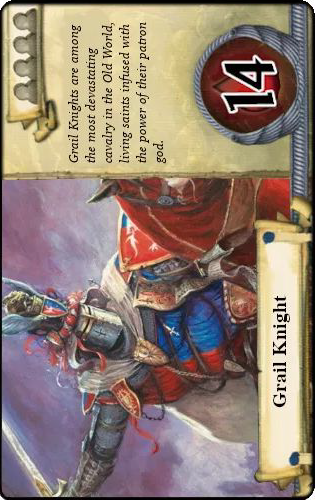 Grail Knights are among
the most devastating
cavalry in the Old World,
living saints infused with
the power of their patron
god.
14
Grail Knight